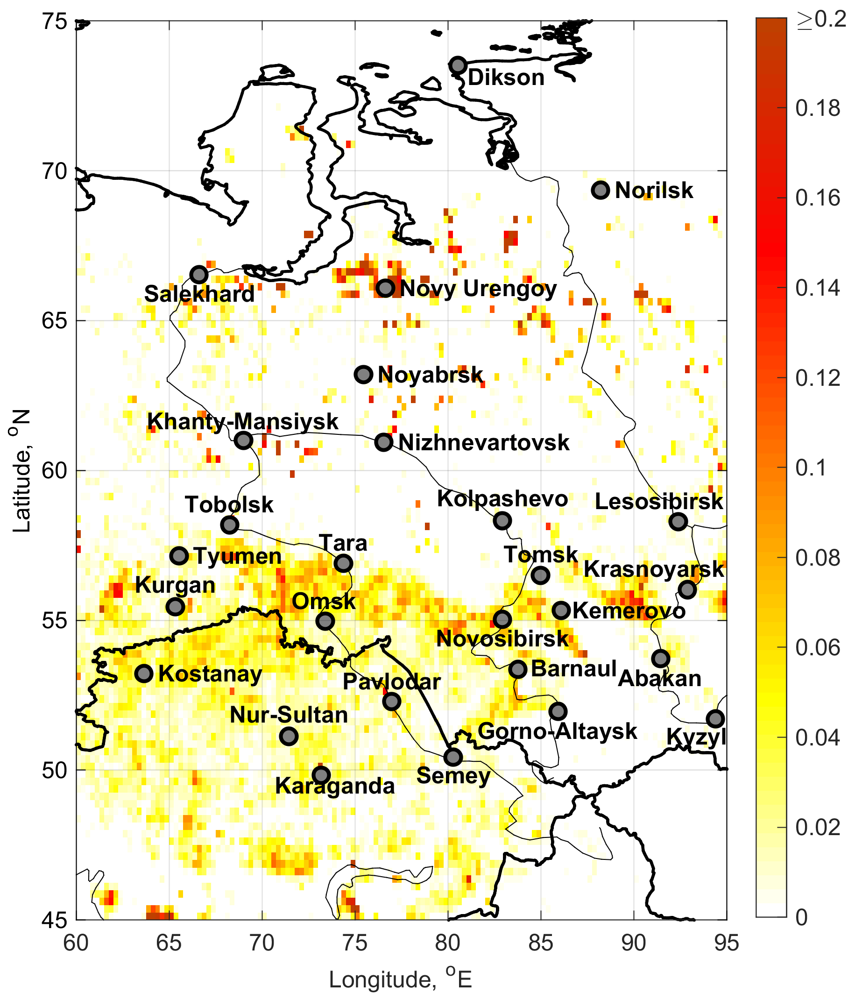 75
70
65
60
55
50
45
Latitude, °N
60
65
70
75
80
85
90
95
Longitude, °E
Dikson
Norilsk
Salekhard
Novy Urengoy
Noyabrsk
Khanty-Mansiysk
Nizhnevartovsk
Kolpashevo
Lesosibirsk
Tobolsk
Tara
Tyumen
Tomsk
Krasnoyarsk
Kurgan
Omsk
Kemerovo
Novosibirsk
Kostanay
Barnaul
Abakan
Pavlodar
Nur-Sultan
Gorno-Altaysk
Kyzyl
Semey
Karaganda
≥0.2
0.18
0.16
0.14
0.12
0.1
0.08
0.06
0.04
0.02
0